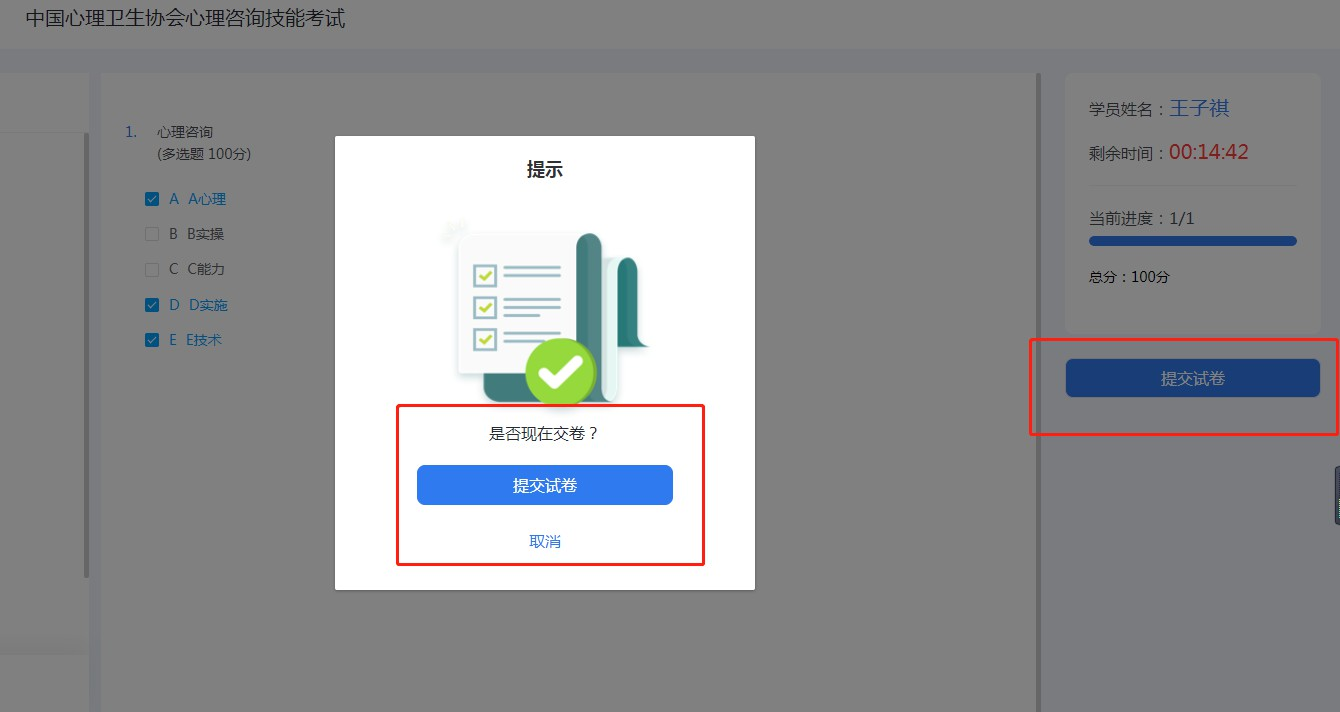 中国心理卫生协会心理咨询技能考试
1. 心理咨询
(多选题 100分)
A A心理
B B实操
C C能力
D D实施
E E技术
提示
是否现在交卷？
提交试卷
取消
学员姓名：王子祺
剩余时间：00:14:42
当前进度：1/1
总分：100分
提交试卷